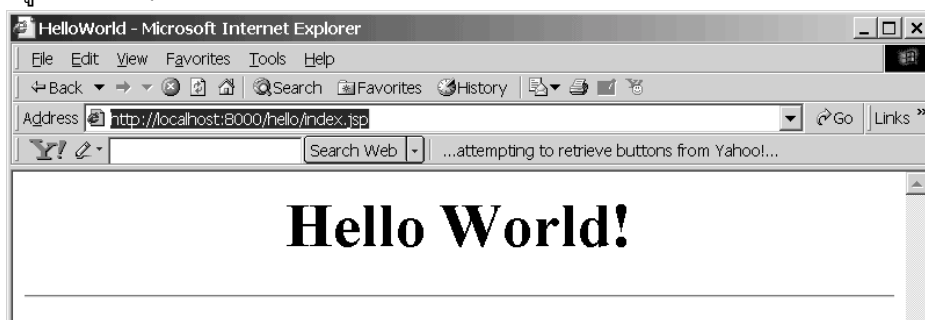 HelloWorld - Microsoft Internet Explorer
File Edit View Favorites Tools Help
Back Search Favorites History
Address http://localhost:8000/hello/index.jsp Go Links »
Y! Search Web ...attempting to retrieve buttons from Yahoo!...
Hello World!